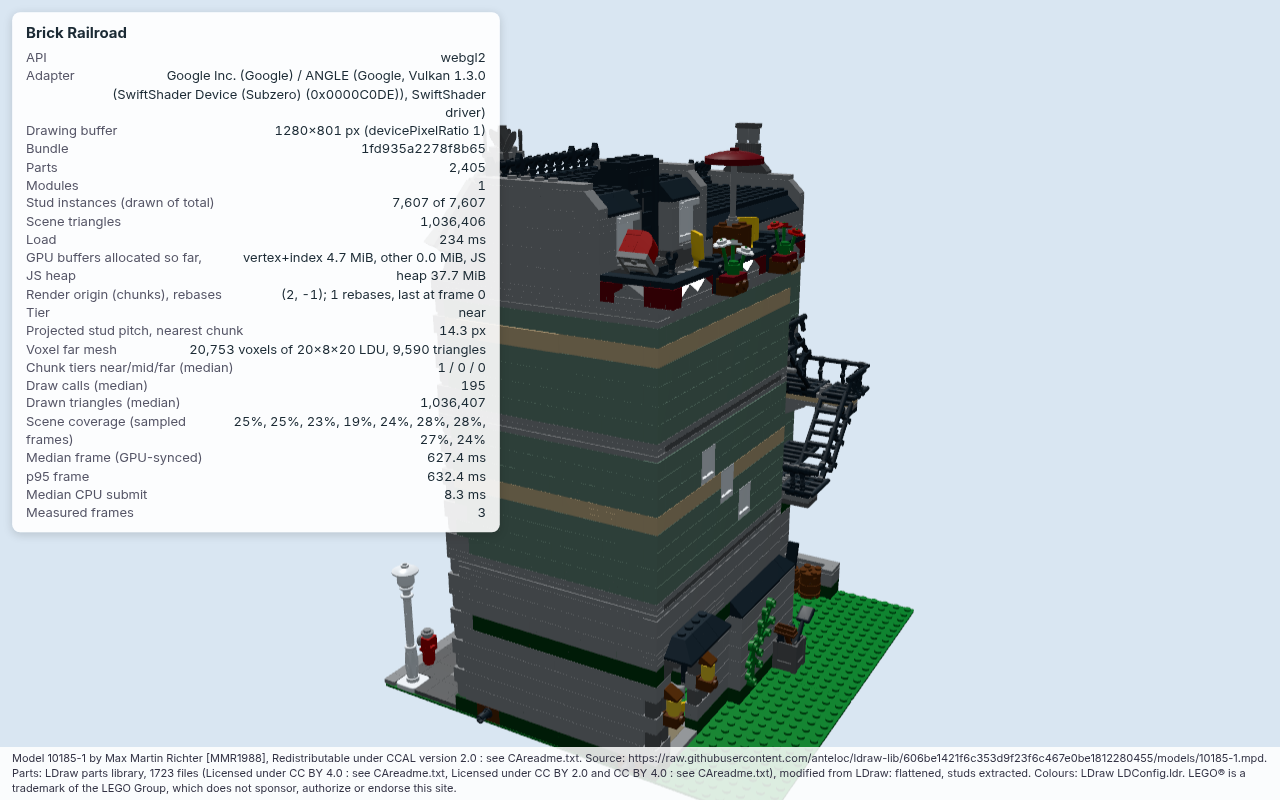 Brick Railroad
API webgl2
Adapter Google Inc. (Google) / ANGLE (Google, Vulkan 1.3.0
(SwiftShader Device (Subzero) (0x0000C0DE)), SwiftShader
driver)
Drawing buffer 1280×801 px (devicePixelRatio 1)
Bundle 1fd935a2278f8b65
Parts 2,405
Modules 1
Stud instances (drawn of total) 7,607 of 7,607
Scene triangles 1,036,406
Load 234 ms
GPU buffers allocated so far, vertex+index 4.7 MiB, other 0.0 MiB, JS
JS heap heap 37.7 MiB
Render origin (chunks), rebases (2, -1); 1 rebases, last at frame 0
Tier near
Projected stud pitch, nearest chunk 14.3 px
Voxel far mesh 20,753 voxels of 20×8×20 LDU, 9,590 triangles
Chunk tiers near/mid/far (median) 1 / 0 / 0
Draw calls (median) 195
Drawn triangles (median) 1,036,407
Scene coverage (sampled 25%, 25%, 23%, 19%, 24%, 28%, 28%,
frames) 27%, 24%
Median frame (GPU-synced) 627.4 ms
p95 frame 632.4 ms
Median CPU submit 8.3 ms
Measured frames 3
Model 10185-1 by Max Martin Richter [MMR1988], Redistributable under CCAL version 2.0 : see CAreadme.txt. Source: https://raw.githubusercontent.com/anteloc/ldraw-lib/606be1421f6c353d9f23f6c467e0be1812280455/models/10185-1.mpd.
Parts: LDraw parts library, 1723 files (Licensed under CC BY 4.0 : see CAreadme.txt, Licensed under CC BY 2.0 and CC BY 4.0 : see CAreadme.txt), modified from LDraw: flattened, studs extracted. Colours: LDraw LDConfig.ldr. LEGO® is a
trademark of the LEGO Group, which does not sponsor, authorize or endorse this site.